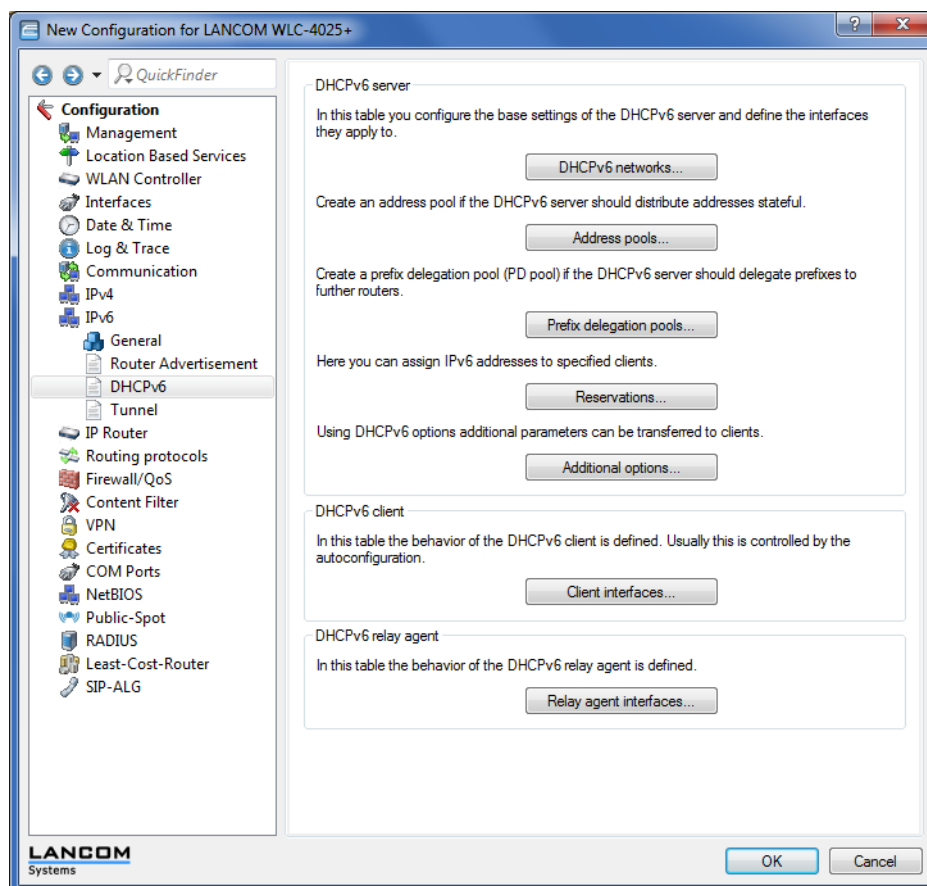 New Configuration for LANCOM WLC-4025+
?
QuickFinder
Configuration
Management
Location Based Services
WLAN Controller
Interfaces
Date & Time
Log & Trace
Communication
IPv4
IPv6
General
Router Advertisement
DHCPv6
Tunnel
IP Router
Routing protocols
Firewall/QoS
Content Filter
VPN
Certificates
COM Ports
NetBIOS
Public-Spot
RADIUS
Least-Cost-Router
SIP-ALG
DHCPv6 server
In this table you configure the base settings of the DHCPv6 server and define the interfaces
they apply to.
DHCPv6 networks...
Create an address pool if the DHCPv6 server should distribute addresses stateful.
Address pools...
Create a prefix delegation pool (PD pool) if the DHCPv6 server should delegate prefixes to
further routers.
Prefix delegation pools...
Here you can assign IPv6 addresses to specified clients.
Reservations...
Using DHCPv6 options additional parameters can be transferred to clients.
Additional options...
DHCPv6 client
In this table the behavior of the DHCPv6 client is defined. Usually this is controlled by the
autoconfiguration.
Client interfaces...
DHCPv6 relay agent
In this table the behavior of the DHCPv6 relay agent is defined.
Relay agent interfaces...
LANCOM
Systems
OK
Cancel